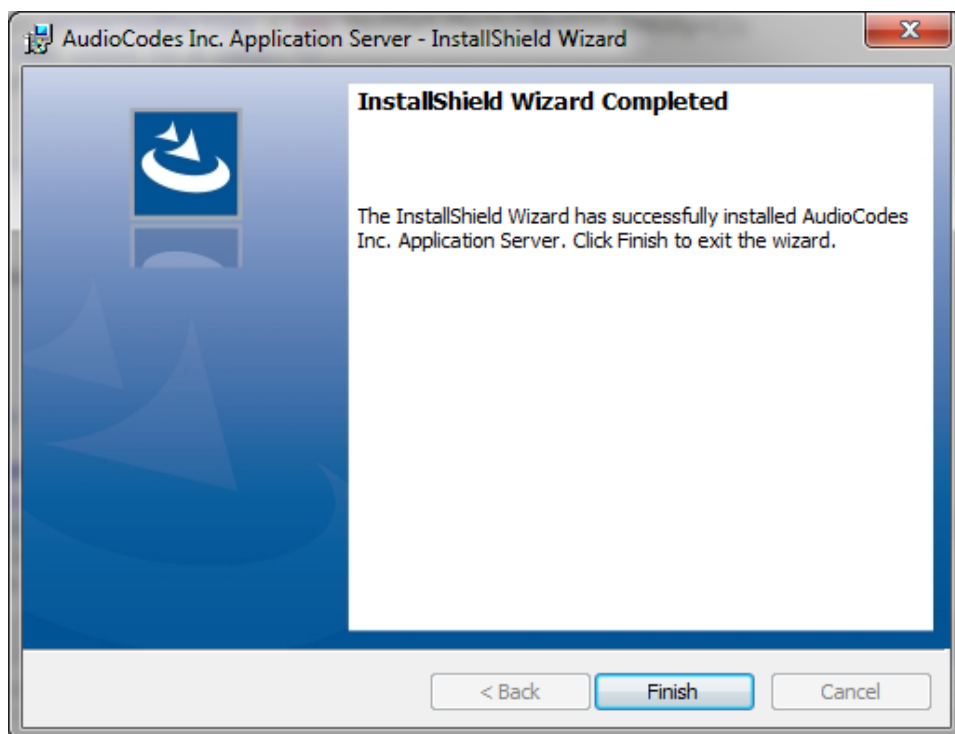 AudioCodes Inc. Application Server - InstallShield Wizard
InstallShield Wizard Completed
The InstallShield Wizard has successfully installed AudioCodes
Inc. Application Server. Click Finish to exit the wizard.
< Back
Finish
Cancel